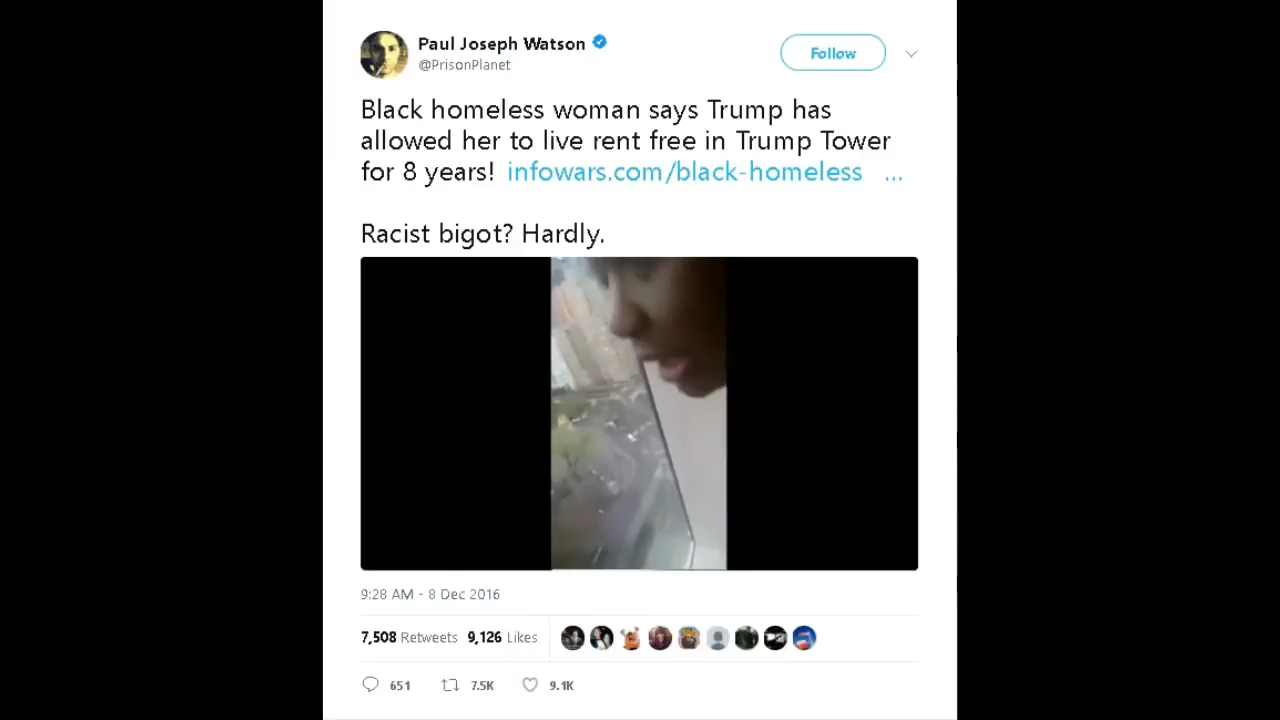 Paul Joseph Watson
@PrisonPlanet
Follow
Black homeless woman says Trump has
allowed her to live rent free in Trump Tower
for 8 years! infowars.com/black-homeless ...
Racist bigot? Hardly.
9:28 AM - 8 Dec 2016
7,508 Retweets 9,126 Likes
651 7.5K 9.1K